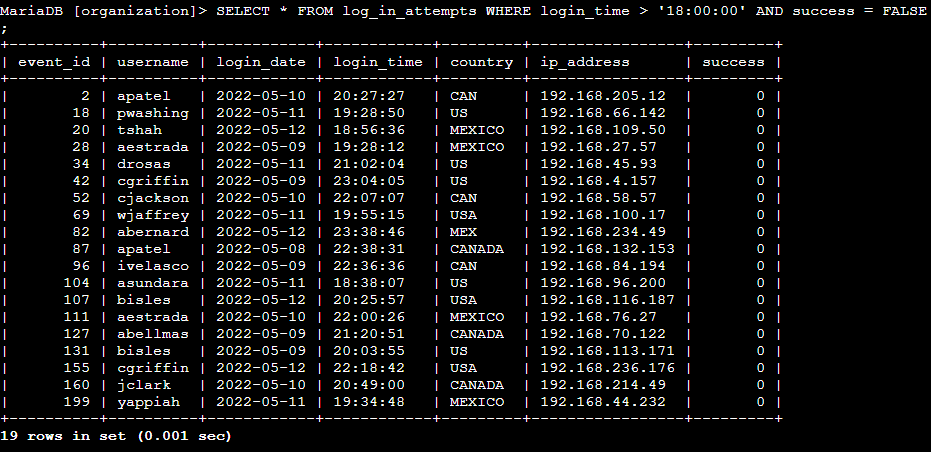 MariaDB [organization]> SELECT * FROM log_in_attempts WHERE login_time > '18:00:00' AND success = FALSE
;
+----------+----------+------------+------------+---------+-----------------+---------+
| event_id | username | login_date | login_time | country | ip_address      | success |
+----------+----------+------------+------------+---------+-----------------+---------+
|        2 | apatel   | 2022-05-10 | 20:27:27   | CAN     | 192.168.205.12  |       0 |
|       18 | pwashing | 2022-05-11 | 19:28:50   | US      | 192.168.66.142  |       0 |
|       20 | tshah    | 2022-05-12 | 18:56:36   | MEXICO  | 192.168.109.50  |       0 |
|       28 | aestrada | 2022-05-09 | 19:28:12   | MEXICO  | 192.168.27.57   |       0 |
|       34 | drosas   | 2022-05-11 | 21:02:04   | US      | 192.168.45.93   |       0 |
|       42 | cgriffin | 2022-05-09 | 23:04:05   | US      | 192.168.4.157   |       0 |
|       52 | cjackson | 2022-05-10 | 22:07:07   | CAN     | 192.168.58.57   |       0 |
|       69 | wjaffrey | 2022-05-11 | 19:55:15   | USA     | 192.168.100.17  |       0 |
|       82 | abernard | 2022-05-12 | 23:38:46   | MEX     | 192.168.234.49  |       0 |
|       87 | apatel   | 2022-05-08 | 22:38:31   | CANADA  | 192.168.132.153 |       0 |
|       96 | ivelasco | 2022-05-09 | 22:36:36   | CAN     | 192.168.84.194  |       0 |
|      104 | asundara | 2022-05-11 | 18:38:07   | US      | 192.168.96.200  |       0 |
|      107 | bisles   | 2022-05-12 | 20:25:57   | USA     | 192.168.116.187 |       0 |
|      111 | aestrada | 2022-05-10 | 22:00:26   | MEXICO  | 192.168.76.27   |       0 |
|      127 | abellmas | 2022-05-09 | 21:20:51   | CANADA  | 192.168.70.122  |       0 |
|      131 | bisles   | 2022-05-09 | 20:03:55   | US      | 192.168.113.171 |       0 |
|      155 | cgriffin | 2022-05-12 | 22:18:42   | USA     | 192.168.236.176 |       0 |
|      160 | jclark   | 2022-05-10 | 20:49:00   | CANADA  | 192.168.214.49  |       0 |
|      199 | yappiah  | 2022-05-11 | 19:34:48   | MEXICO  | 192.168.44.232  |       0 |
+----------+----------+------------+------------+---------+-----------------+---------+
19 rows in set (0.001 sec)